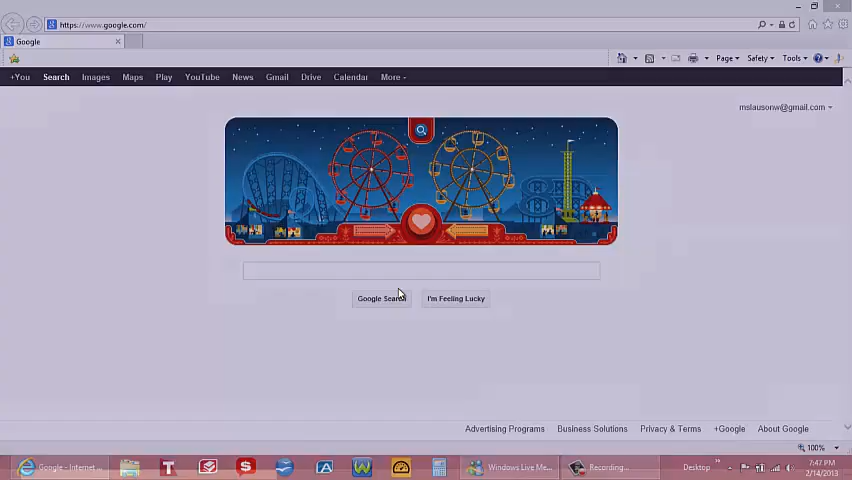 https://www.google.com/
Google
Page
Safety
Tools
+You Search Images Maps Play YouTube News Gmail Drive Calendar More
mslausonw@gmail.com
Google Search I'm Feeling Lucky
Advertising Programs Business Solutions Privacy & Terms +Google About Google
100%
Google - Internet ...
Windows Live Me...
Recording...
Desktop
7:47 PM
2/14/2013